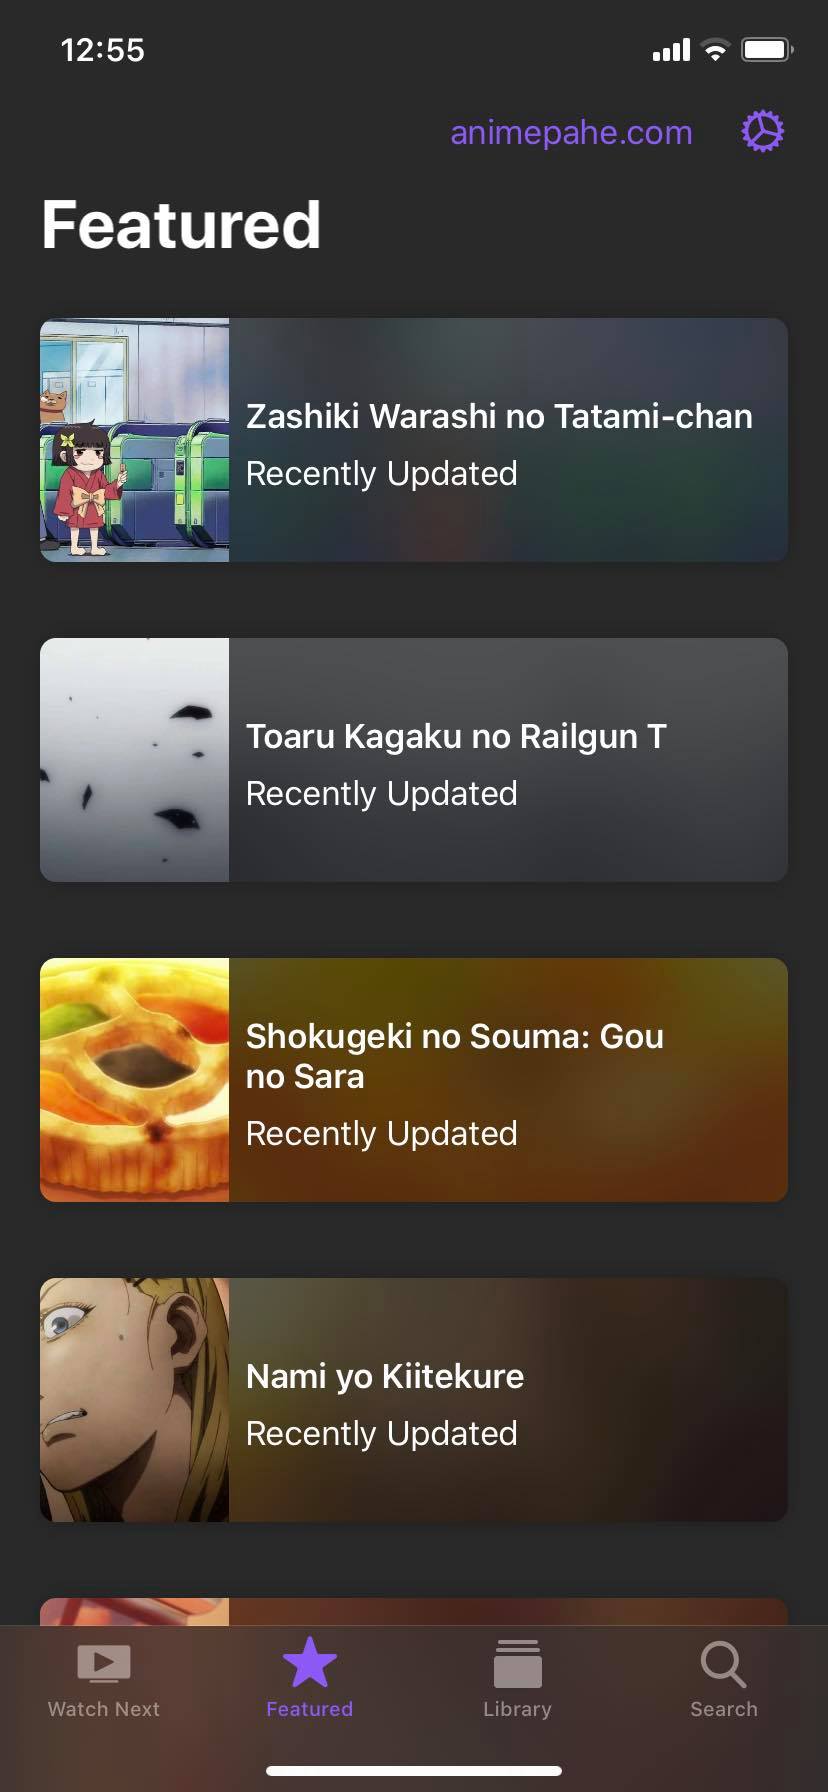 12:55
animepahe.com
Featured
Zashiki Warashi no Tatami-chan
Recently Updated
Toaru Kagaku no Railgun T
Recently Updated
Shokugeki no Souma: Gou
no Sara
Recently Updated
Nami yo Kiitekure
Recently Updated
Watch Next
Featured
Library
Search